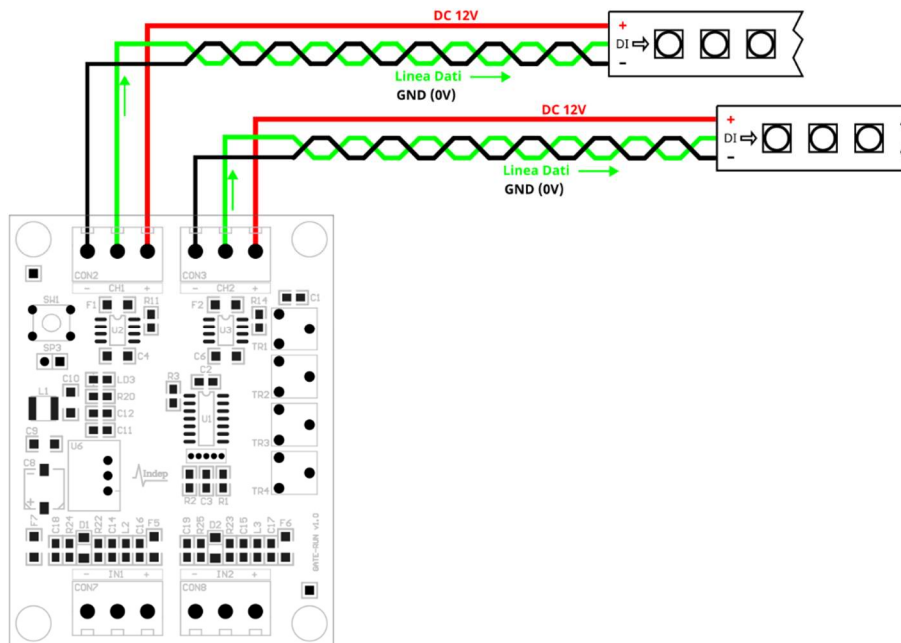 DC 12V
+
DI
-
Linea Dati
GND (0V)
DC 12V
+
DI
-
Linea Dati
GND (0V)
CON2
CON3
- CH1 +
- CH2 +
C1
SW1
F1
R11
F2
R14
U2
U3
TR1
SP3
C4
C6
C10
LD3
R3
C2
TR2
L1
R20
C12
U1
C9
C11
TR3
U6
Indep
C8
R2
C3
R1
TR4
+
F7
C18
R24
D1
R22
C14
L2
C16
F5
C19
R25
D2
R23
C15
L3
C17
F6
GATE-RUN v1.0
- IN1 +
- IN2 +
CON7
CON8